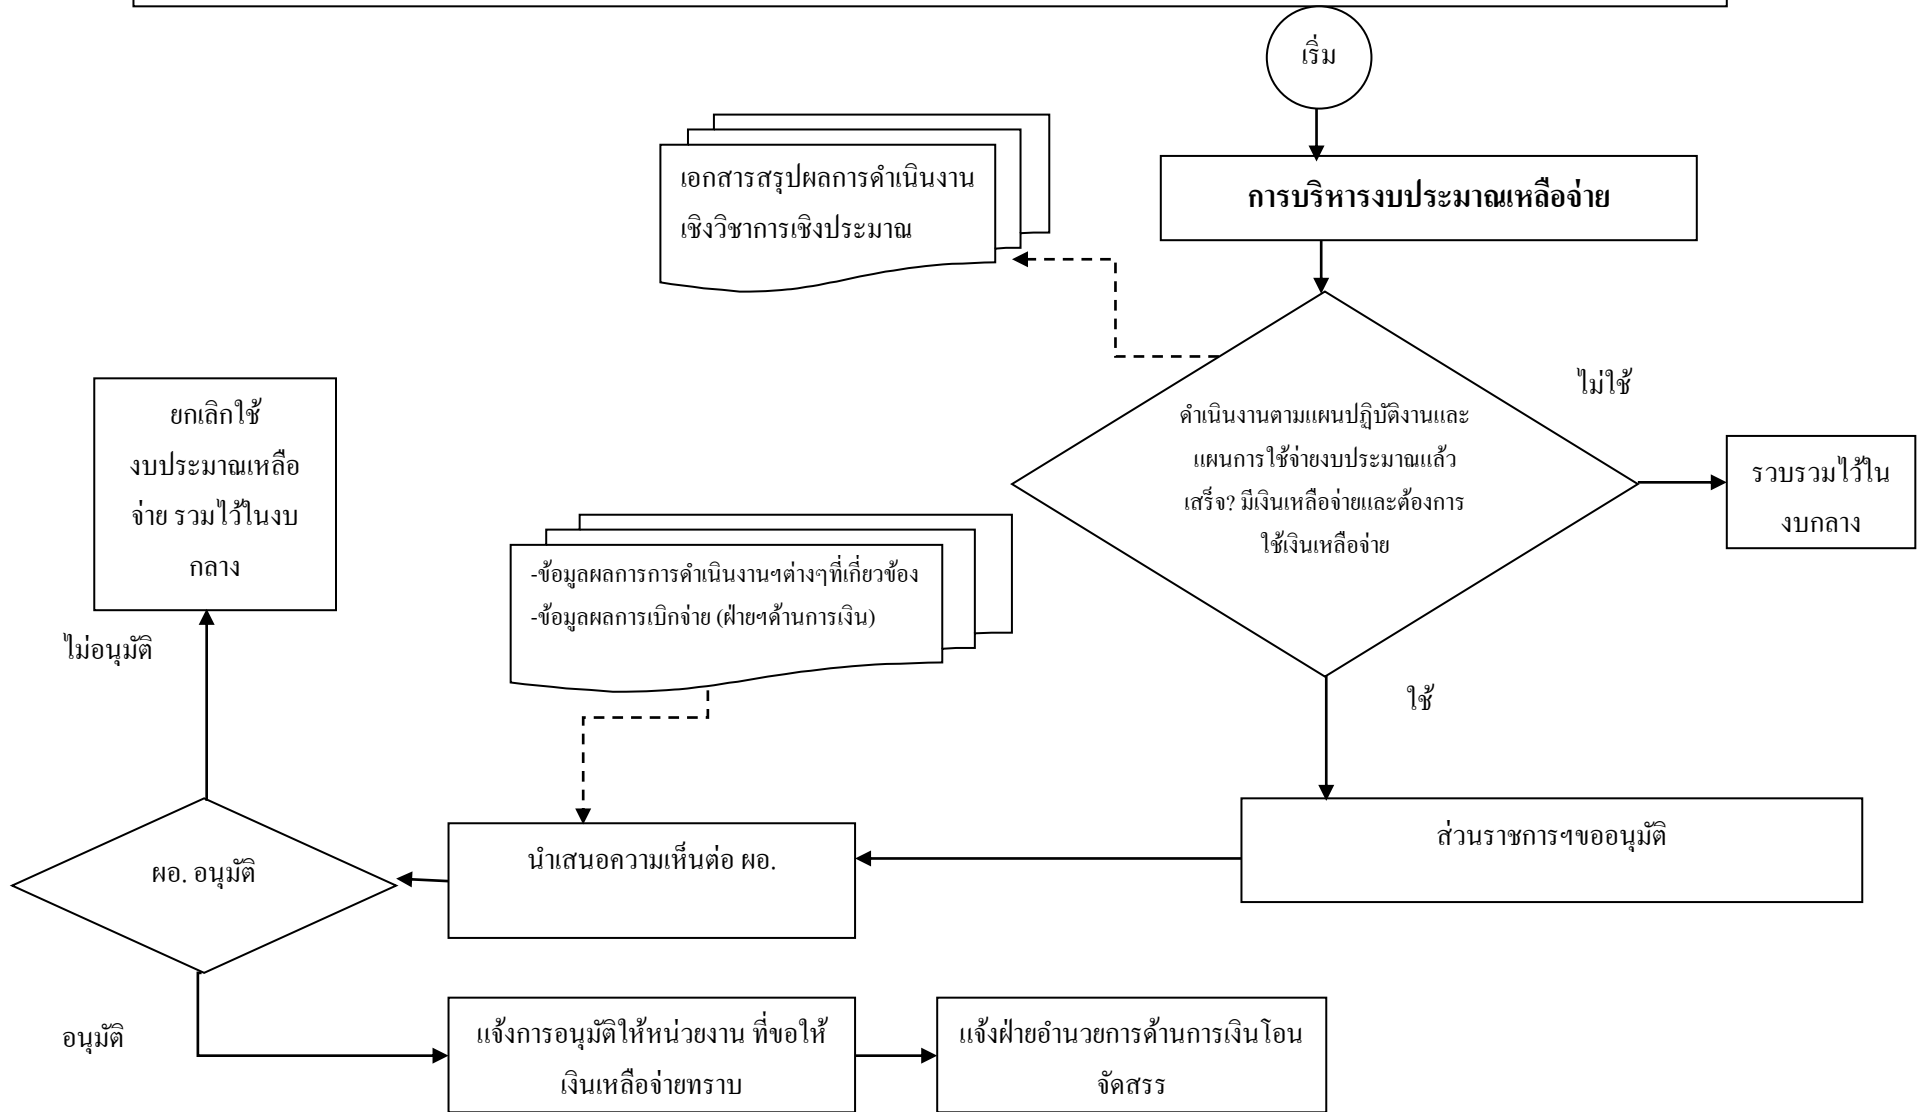 เริ่ม
การบริหารงบประมาณเหลือจ่าย
เอกสารสรุปผลการดำเนินงาน
เชิงวิชาการเชิงประมาณ
ดำเนินงานตามแผนปฏิบัติงานและ
แผนการใช้จ่ายงบประมาณแล้ว
เสร็จ? มีเงินเหลือจ่ายและต้องการ
ใช้เงินเหลือจ่าย
ไม่ใช้
รวบรวมไว้ใน
งบกลาง
ยกเลิกใช้
งบประมาณเหลือ
จ่าย รวมไว้ในงบ
กลาง
-ข้อมูลผลการการดำเนินงานฯต่างๆที่เกี่ยวข้อง
-ข้อมูลผลการเบิกจ่าย (ฝ่ายฯด้านการเงิน)
ไม่อนุมัติ
ใช้
ส่วนราชการฯขออนุมัติ
นำเสนอความเห็นต่อ ผอ.
ผอ. อนุมัติ
อนุมัติ
แจ้งการอนุมัติให้หน่วยงาน ที่ขอให้
เงินเหลือจ่ายทราบ
แจ้งฝ่ายอำนวยการด้านการเงินโอน
จัดสรร